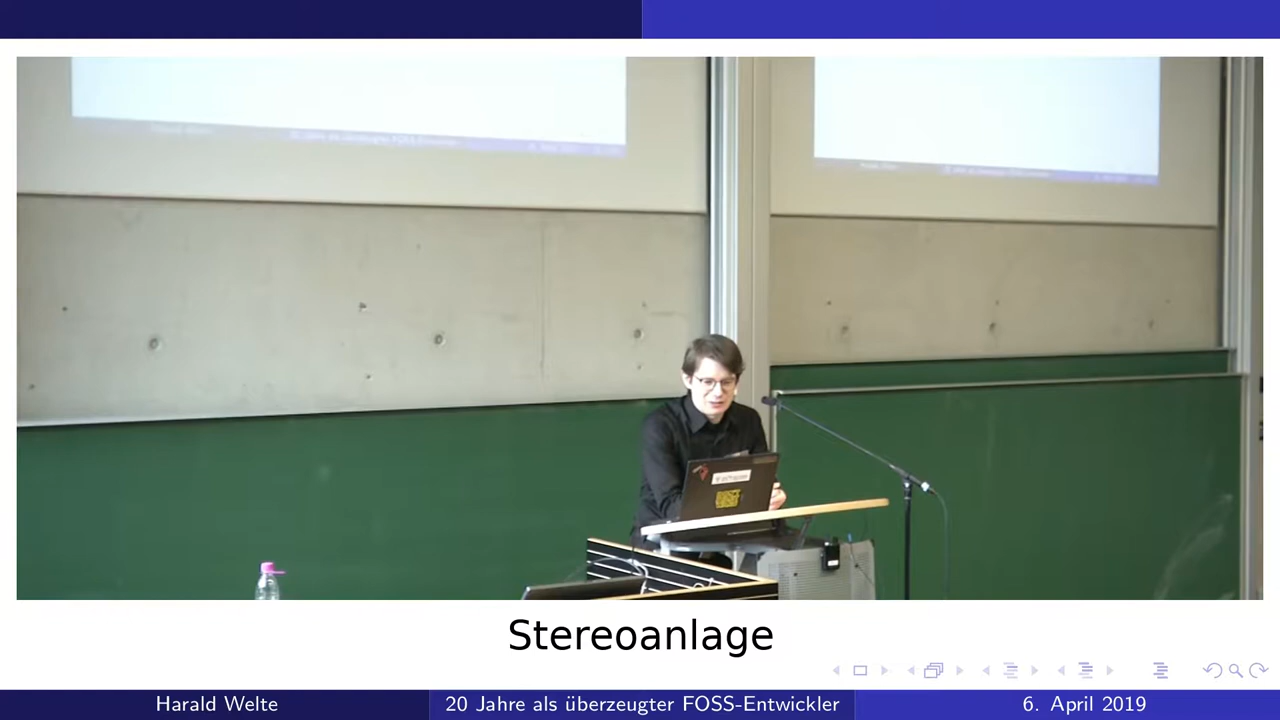 Stereoanlage
Harald Welte
20 Jahre als überzeugter FOSS-Entwickler
6. April 2019